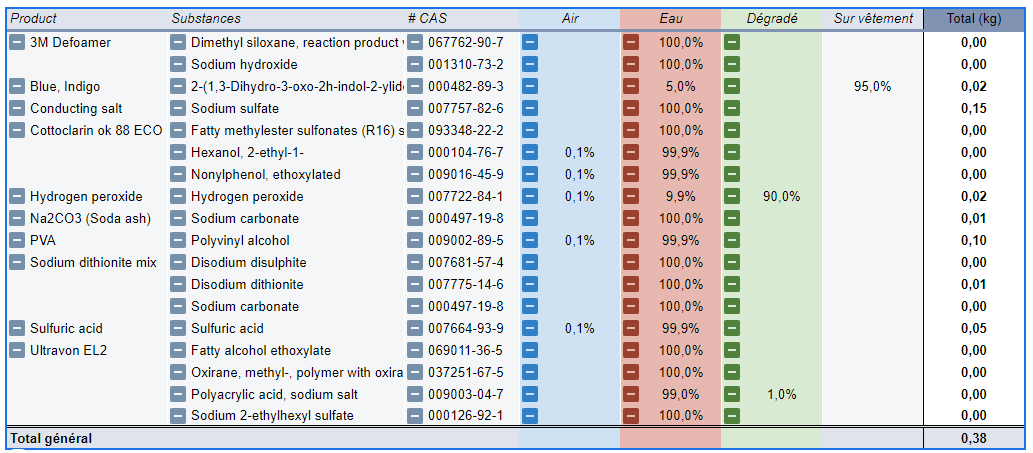 Product Substances # CAS Air Eau Dégradé Sur vêtement Total (kg)
3M Defoamer Dimethyl siloxane, reaction product 067762-90-7 100,0% 0,00
Sodium hydroxide 001310-73-2 100,0% 0,00
Blue, Indigo 2-(1,3-Dihydro-3-oxo-2h-indol-2-ylide 000482-89-3 5,0% 95,0% 0,02
Conducting salt Sodium sulfate 007757-82-6 100,0% 0,15
Cottoclarin ok 88 ECO Fatty methylester sulfonates (R16) s 093348-22-2 100,0% 0,00
Hexanol, 2-ethyl-1- 000104-76-7 0,1% 99,9% 0,00
Nonylphenol, ethoxylated 009016-45-9 0,1% 99,9% 0,00
Hydrogen peroxide Hydrogen peroxide 007722-84-1 0,1% 9,9% 90,0% 0,02
Na2CO3 (Soda ash) Sodium carbonate 000497-19-8 100,0% 0,01
PVA Polyvinyl alcohol 009002-89-5 0,1% 99,9% 0,10
Sodium dithionite mix Disodium disulphite 007681-57-4 100,0% 0,00
Disodium dithionite 007775-14-6 100,0% 0,01
Sodium carbonate 000497-19-8 100,0% 0,00
Sulfuric acid Sulfuric acid 007664-93-9 0,1% 99,9% 0,05
Ultravon EL2 Fatty alcohol ethoxylate 069011-36-5 100,0% 0,00
Oxirane, methyl-, polymer with oxira 037251-67-5 100,0% 0,00
Polyacrylic acid, sodium salt 009003-04-7 99,0% 1,0% 0,00
Sodium 2-ethylhexyl sulfate 000126-92-1 100,0% 0,00
Total général 0,38